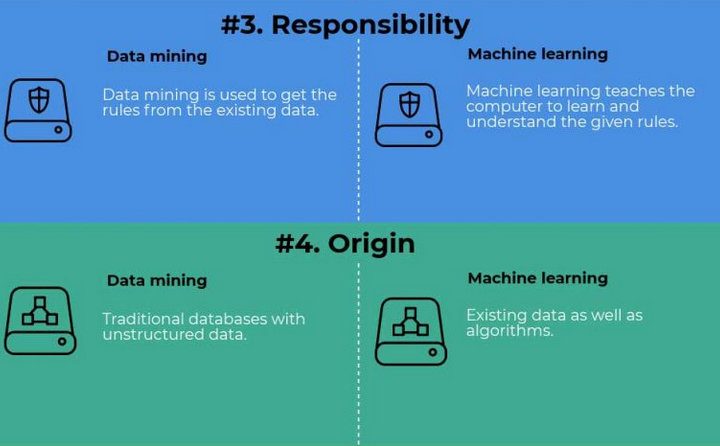 #3. Responsibility
Data mining
Data mining is used to get the
rules from the existing data.
Machine learning
Machine learning teaches the
computer to learn and
understand the given rules.
#4. Origin
Data mining
Traditional databases with
unstructured data.
Machine learning
Existing data as well as
algorithms.